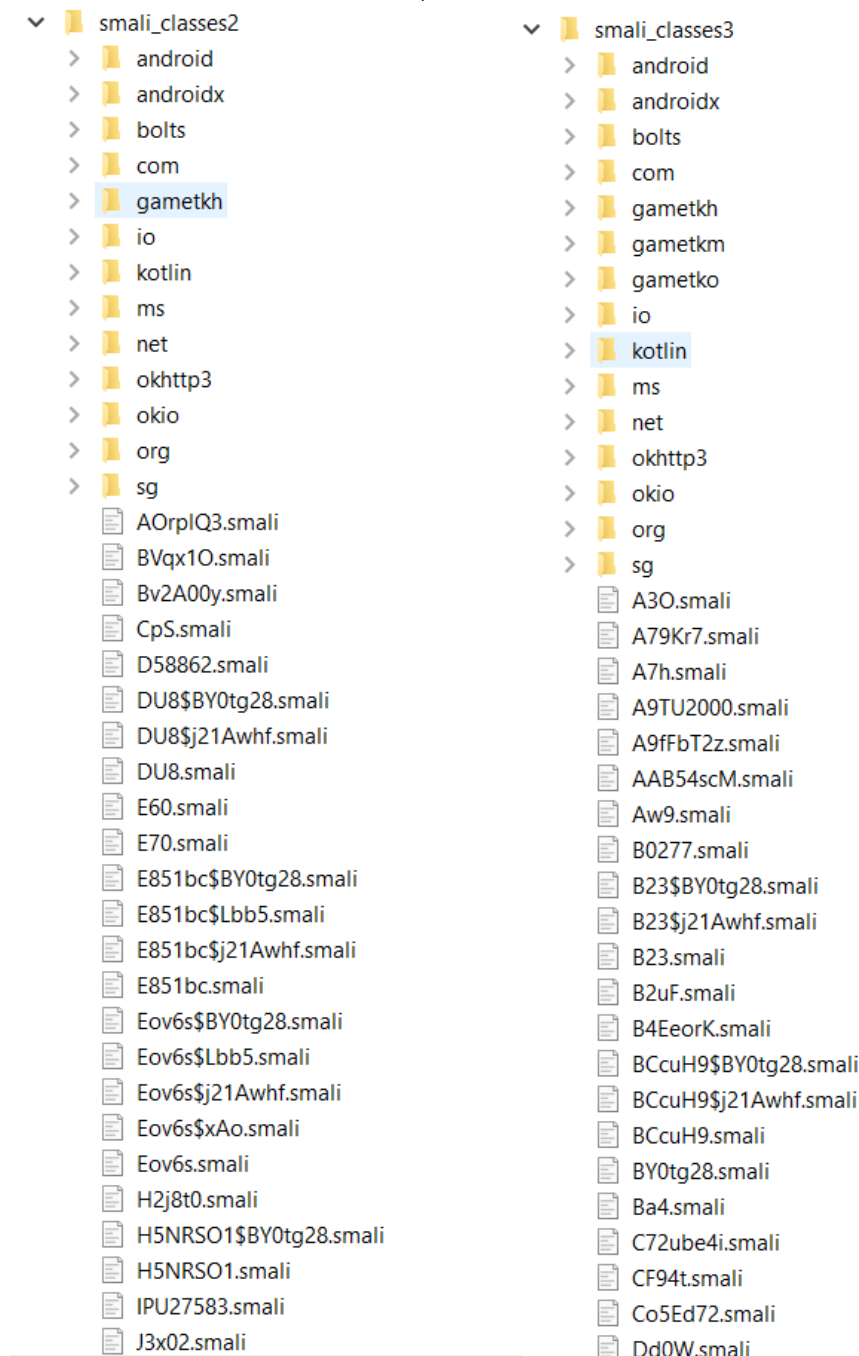 smali_classes2
android
androidx
bolts
com
gametkh
io
kotlin
ms
net
okhttp3
okio
org
sg
AOrplQ3.smali
BVqx1O.smali
Bv2A00y.smali
CpS.smali
D58862.smali
DU8$BY0tg28.smali
DU8$j21Awhf.smali
DU8.smali
E60.smali
E70.smali
E851bc$BY0tg28.smali
E851bc$Lbb5.smali
E851bc$j21Awhf.smali
E851bc.smali
Eov6s$BY0tg28.smali
Eov6s$Lbb5.smali
Eov6s$j21Awhf.smali
Eov6s$xAo.smali
Eov6s.smali
H2j8t0.smali
H5NRSO1$BY0tg28.smali
H5NRSO1.smali
IPU27583.smali
J3x02.smali
smali_classes3
android
androidx
bolts
com
gametkh
gametkm
gametko
io
kotlin
ms
net
okhttp3
okio
org
sg
A3O.smali
A79Kr7.smali
A7h.smali
A9TU2000.smali
A9fFbT2z.smali
AAB54scM.smali
Aw9.smali
B0277.smali
B23$BY0tg28.smali
B23$j21Awhf.smali
B23.smali
B2uF.smali
B4EeorK.smali
BCcuH9$BY0tg28.smali
BCcuH9$j21Awhf.smali
BCcuH9.smali
BY0tg28.smali
Ba4.smali
C72ube4i.smali
CF94t.smali
Co5Ed72.smali
Dd0W.smali